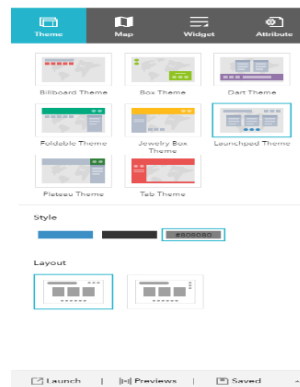 Theme Map Widget Attribute
Billboard Theme Box Theme Dart Theme
Foldable Theme Jewelry Box Theme Launchpad Theme
Plateau Theme Tab Theme
Style
#808080
Layout
Launch | Previews | Saved